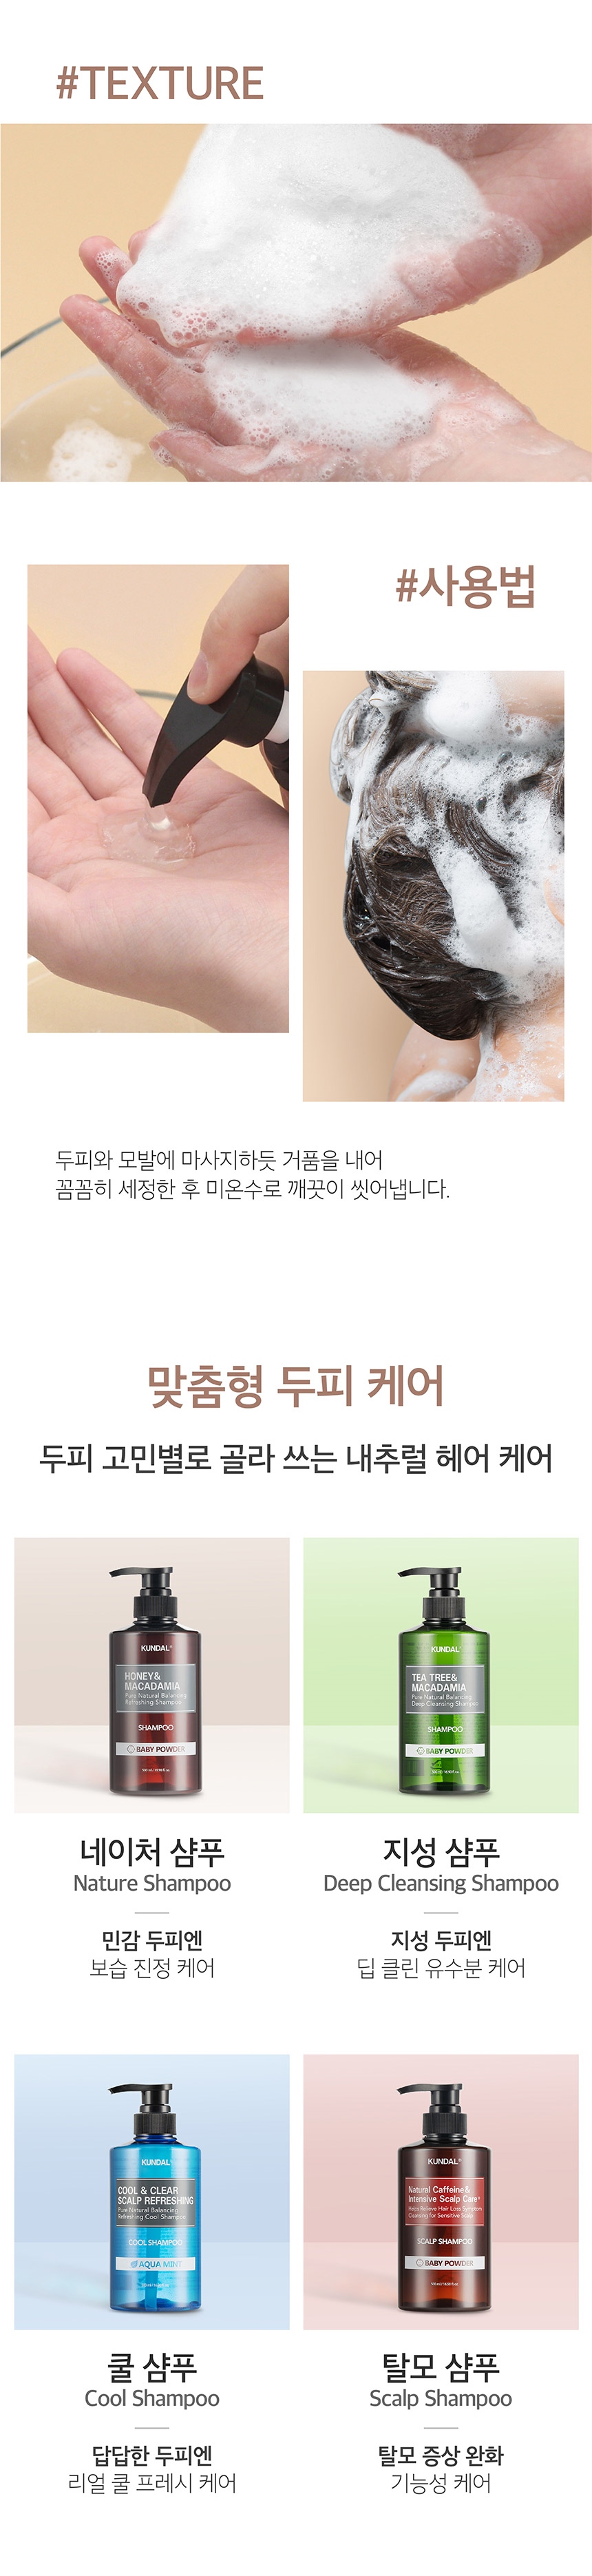 #TEXTURE
#사용법
두피와 모발에 마사지하듯 거품을 내어
꼼꼼히 세정한 후 미온수로 깨끗이 씻어냅니다.
맞춤형 두피 케어
두피 고민별로 골라 쓰는 내추럴 헤어 케어
KUNDAL
HONEY&
MACADAMIA
Pure Natural Balancing
Refreshing Shampoo
SHAMPOO
BABY POWDER
네이처 샴푸
Nature Shampoo
민감 두피엔
보습 진정 케어
KUNDAL
TEA TREE&
MACADAMIA
Pure Natural Balancing
Deep Cleansing Shampoo
SHAMPOO
BABY POWDER
지성 샴푸
Deep Cleansing Shampoo
지성 두피엔
딥 클린 유수분 케어
KUNDAL
COOL & CLEAR
SCALP REFRESHING
Pure Natural Balancing
Refreshing Cool Shampoo
COOL SHAMPOO
AQUA MINT
쿨 샴푸
Cool Shampoo
답답한 두피엔
리얼 쿨 프레시 케어
KUNDAL
Natural Caffeine&
Intensive Scalp Care+
Helps Relieve Hair Loss Symptom
Cleansing for Sensitive Scalp
SCALP SHAMPOO
BABY POWDER
탈모 샴푸
Scalp Shampoo
탈모 증상 완화
기능성 케어